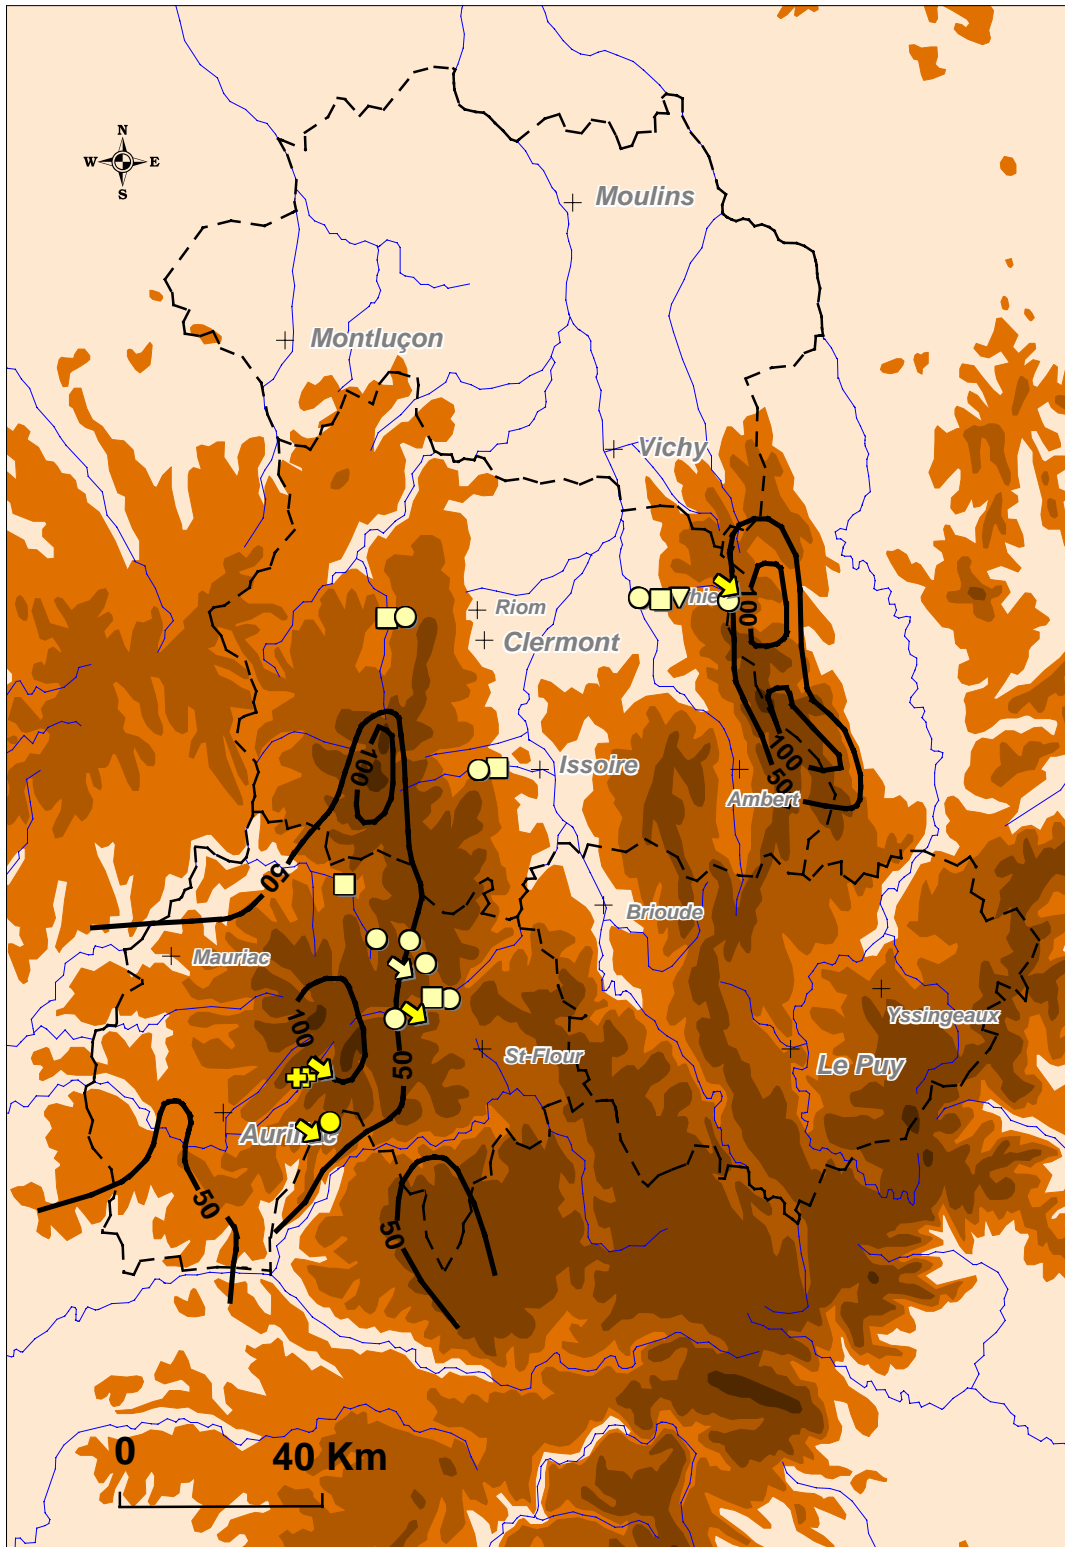 N
W E
S
Moulins
Montluçon
Vichy
Riom
Clermont
100
100
Issoire
100
50
Ambert
50
Brioude
Mauriac
Yssingeaux
100
St-Flour
Le Puy
50
50
50
0 40 Km